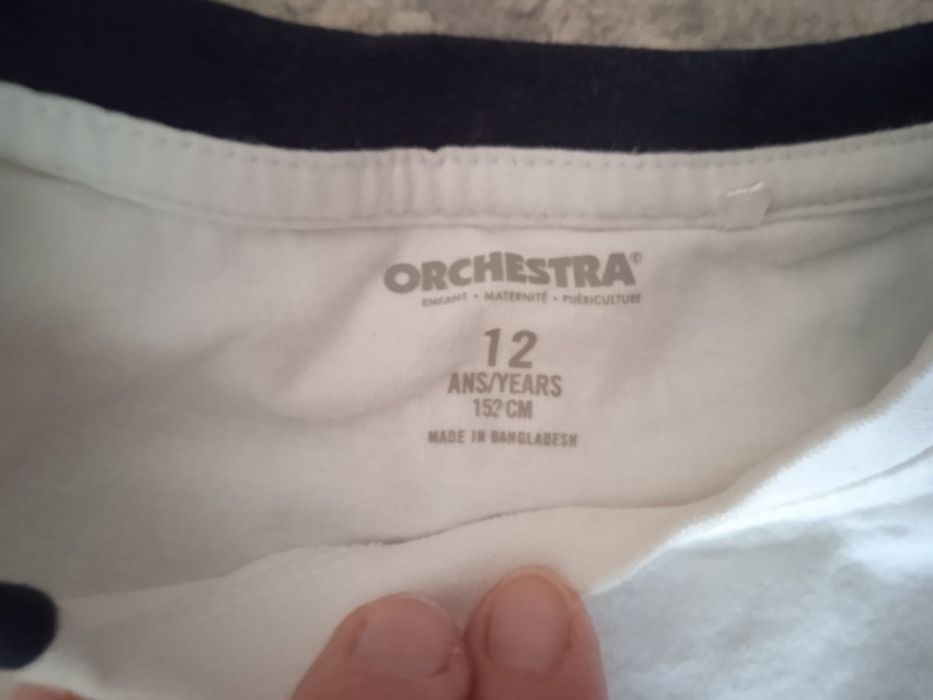 ORCHESTRA®
ENFANT • MATERNITÉ • PUÉRICULTURE
12
ANS/YEARS
152 CM
MADE IN BANGLADESH